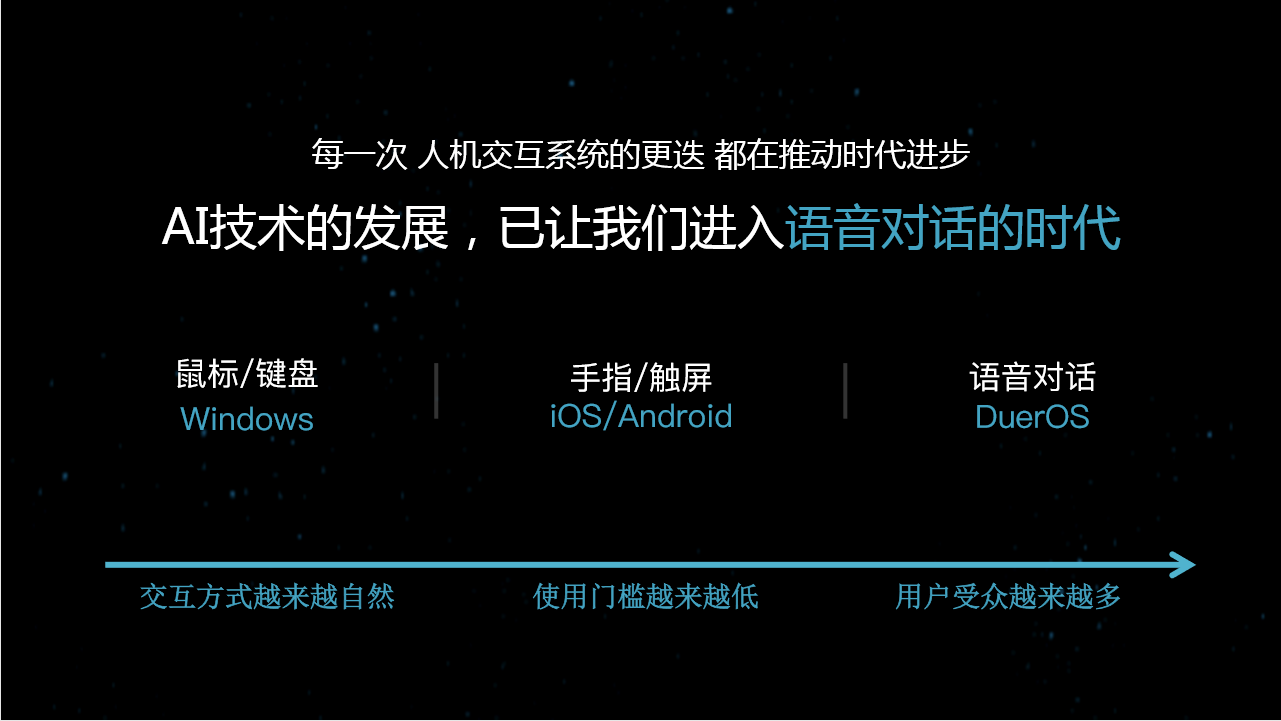 每一次 人机交互系统的更迭 都在推动时代进步
AI技术的发展，已让我们进入语音对话的时代
鼠标/键盘
Windows
手指/触屏
iOS/Android
语音对话
DuerOS
交互方式越来越自然
使用门槛越来越低
用户受众越来越多